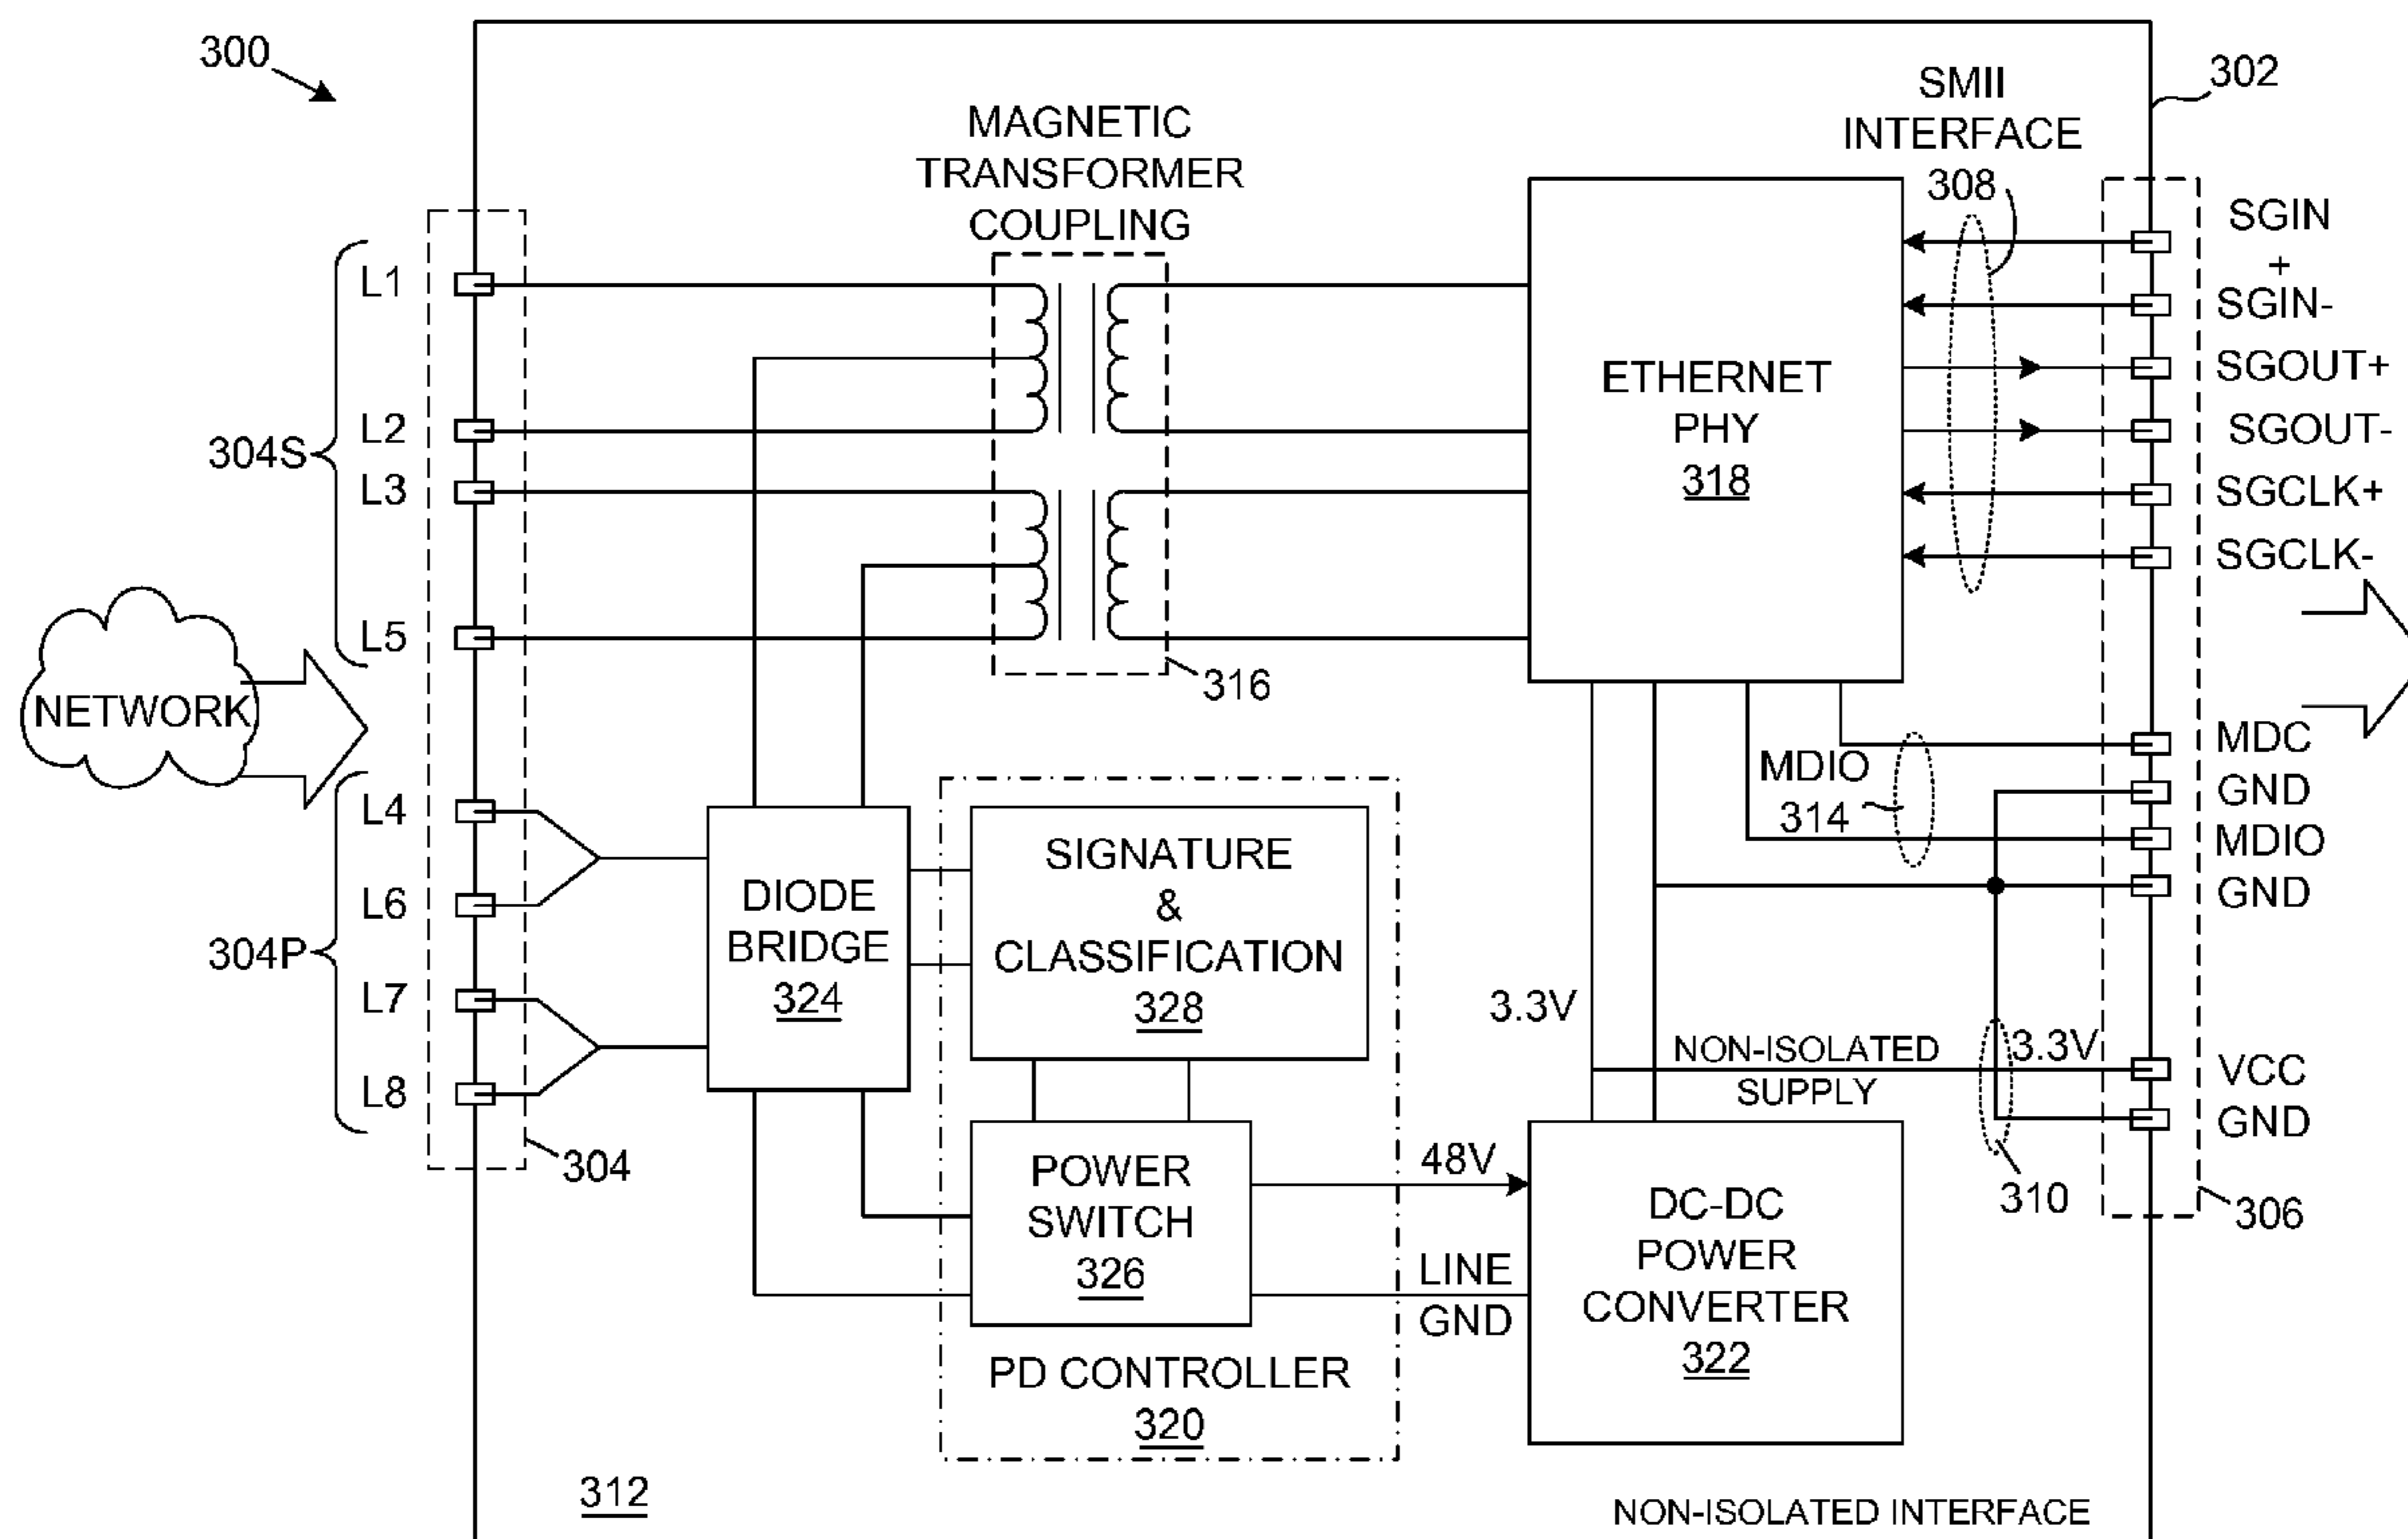 300
302
MAGNETIC
TRANSFORMER
COUPLING
316
SMII
INTERFACE
308
304S
L1
L2
L3
L5
NETWORK
304P
L4
L6
L7
L8
304
ETHERNET
PHY
318
SGIN
+
SGIN-
SGOUT+
SGOUT-
SGCLK+
SGCLK-
MDC
GND
MDIO
GND
VCC
GND
306
MDIO
314
DIODE
BRIDGE
324
SIGNATURE
&
CLASSIFICATION
328
POWER
SWITCH
326
PD CONTROLLER
320
48V
LINE
GND
3.3V
NON-ISOLATED
SUPPLY
3.3V
310
DC-DC
POWER
CONVERTER
322
312
NON-ISOLATED INTERFACE